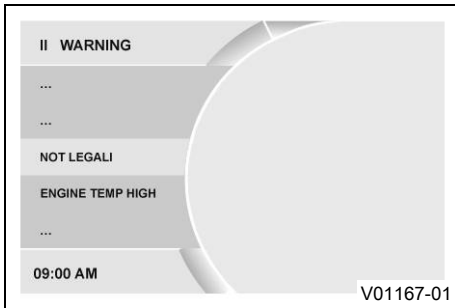 II WARNING
...
...
NOT LEGALI
ENGINE TEMP HIGH
...
09:00 AM
V01167-01